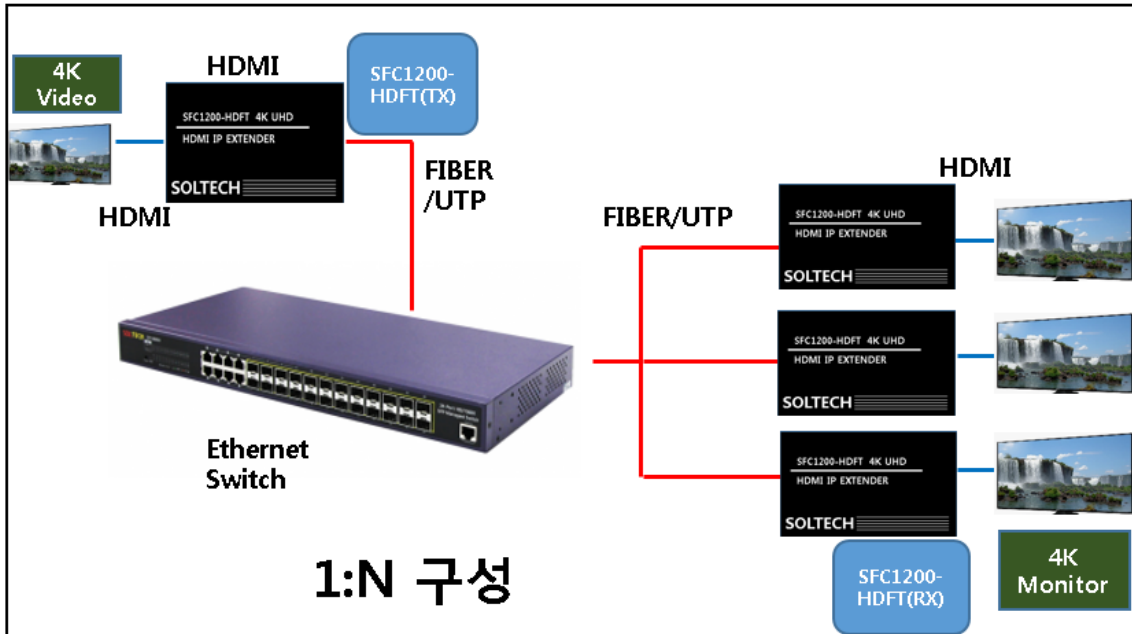 4K
Video
HDMI
SFC1200-
HDFT(TX)
SFC1200-HDFT 4K UHD
HDMI IP EXTENDER
SOLTECH
HDMI
FIBER
/UTP
FIBER/UTP
HDMI
SFC1200-HDFT 4K UHD
HDMI IP EXTENDER
SOLTECH
SFC1200-HDFT 4K UHD
HDMI IP EXTENDER
SOLTECH
SFC1200-HDFT 4K UHD
HDMI IP EXTENDER
SOLTECH
Ethernet
Switch
1:N 구성
SFC1200-
HDFT(RX)
4K
Monitor